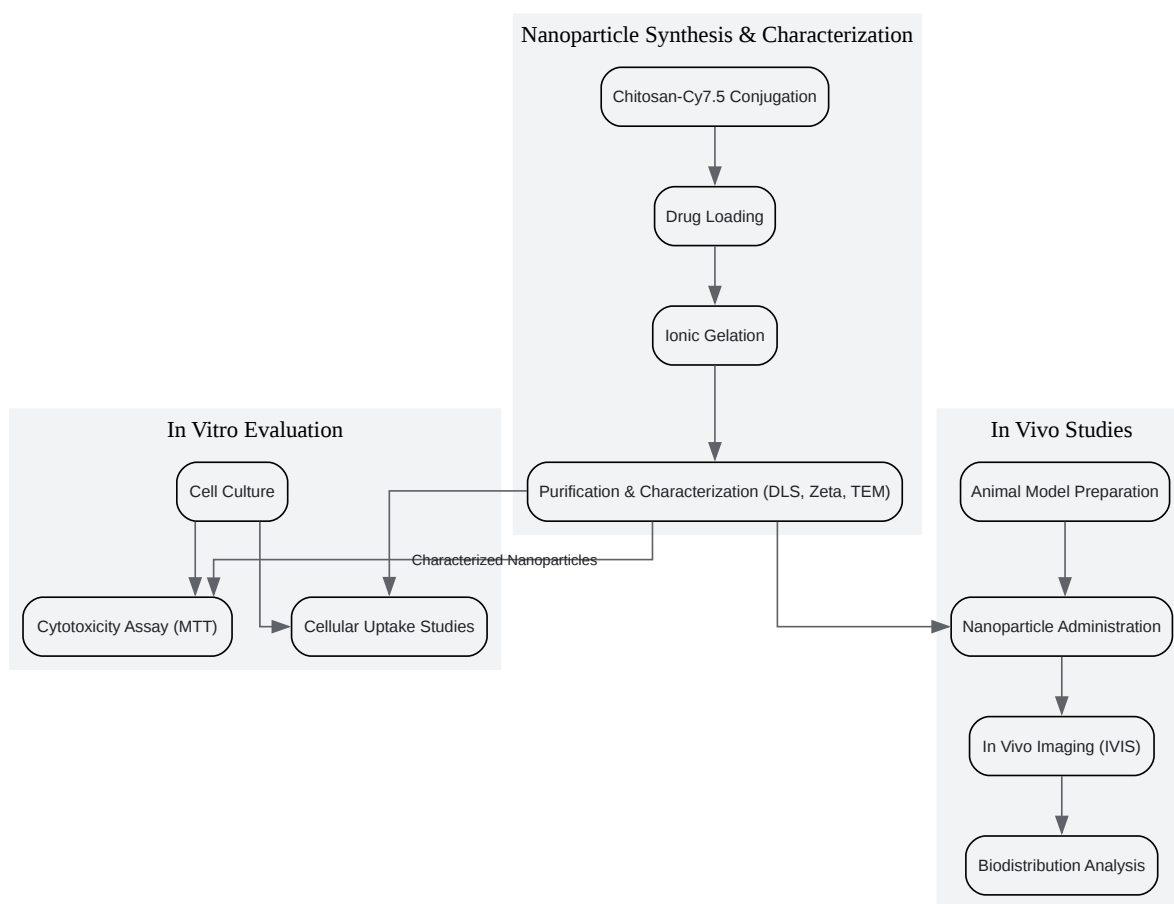 Nanoparticle Synthesis & Characterization
Chitosan-Cy7.5 Conjugation
Drug Loading
Ionic Gelation
Purification & Characterization (DLS, Zeta, TEM)
In Vitro Evaluation
Cell Culture
Characterized Nanoparticles
Cytotoxicity Assay (MTT)
Cellular Uptake Studies
In Vivo Studies
Animal Model Preparation
Nanoparticle Administration
In Vivo Imaging (IVIS)
Biodistribution Analysis